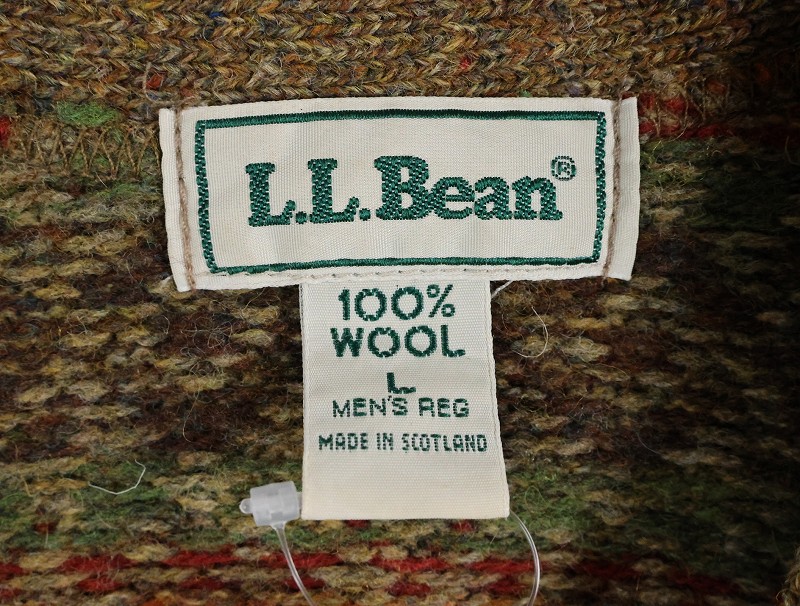 L.L.Bean®
100%
WOOL
L
MEN'S REG
MADE IN SCOTLAND